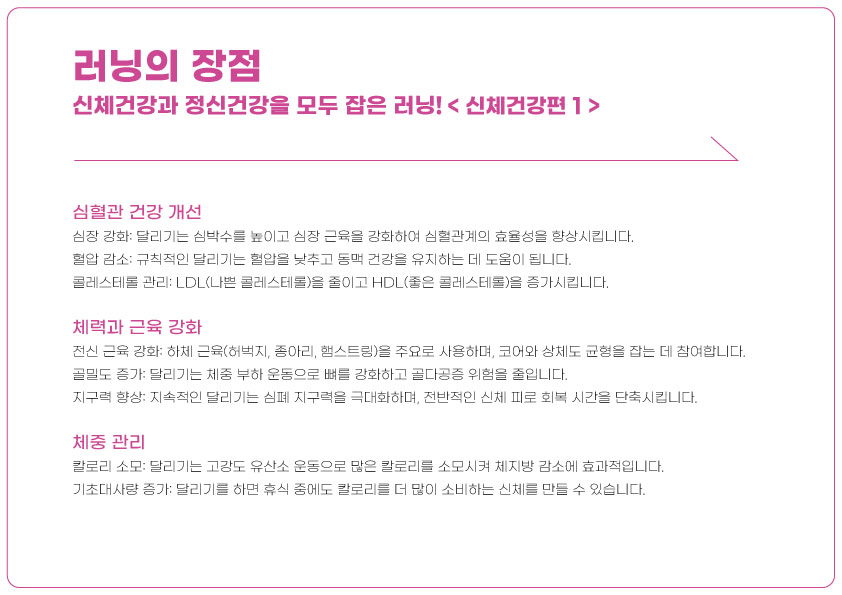 러닝의 장점
신체건강과 정신건강을 모두 잡은 러닝! < 신체건강편 1 >
심혈관 건강 개선
심장 강화: 달리기는 심박수를 높이고 심장 근육을 강화하여 심혈관계의 효율성을 향상시킵니다.
혈압 감소: 규칙적인 달리기는 혈압을 낮추고 동맥 건강을 유지하는 데 도움이 됩니다.
콜레스테롤 관리: LDL(나쁜 콜레스테롤)을 줄이고 HDL(좋은 콜레스테롤)을 증가시킵니다.
체력과 근육 강화
전신 근육 강화: 하체 근육(허벅지, 종아리, 햄스트링)을 주요로 사용하며, 코어와 상체도 균형을 잡는 데 참여합니다.
골밀도 증가: 달리기는 체중 부하 운동으로 뼈를 강화하고 골다공증 위험을 줄입니다.
지구력 향상: 지속적인 달리기는 심폐 지구력을 극대화하며, 전반적인 신체 피로 회복 시간을 단축시킵니다.
체중 관리
칼로리 소모: 달리기는 고강도 유산소 운동으로 많은 칼로리를 소모시켜 체지방 감소에 효과적입니다.
기초대사량 증가: 달리기를 하면 휴식 중에도 칼로리를 더 많이 소비하는 신체를 만들 수 있습니다.